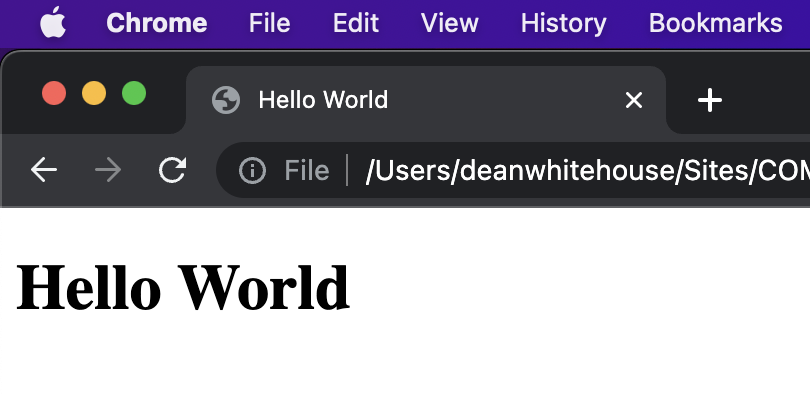 Chrome File Edit View History Bookmarks
Hello World
File /Users/deanwhitehouse/Sites/COM
Hello World